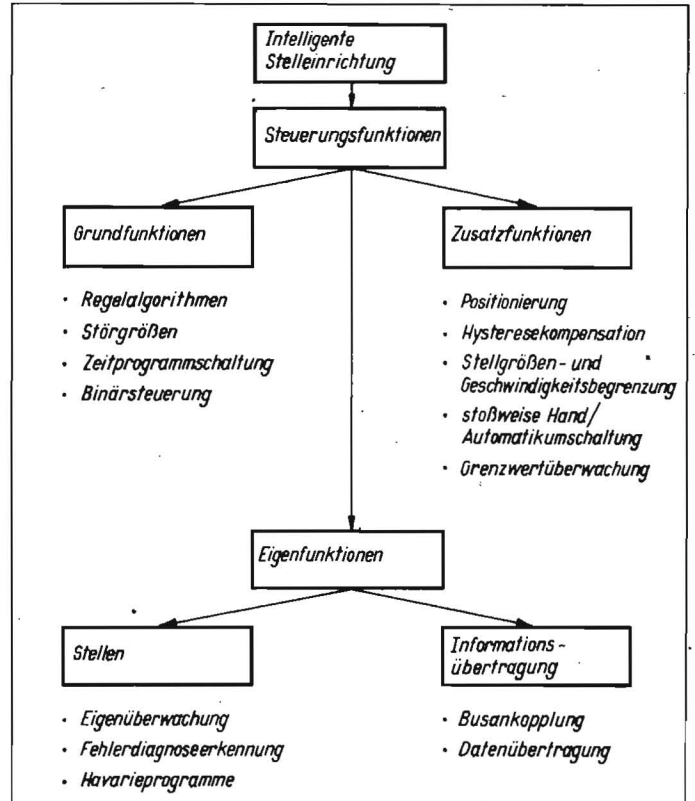 Intelligente
Stelleinrichtung
Steuerungsfunktionen
Grundfunktionen
• Regelalgorithmen
• Störgrößen
• Zeitprogrammschaltung
• Binärsteuerung
Zusatzfunktionen
• Positionierung
• Hysteresekompensation
• Stellgrößen- und
Geschwindigkeitsbegrenzung
• stoßweise Hand/
Automatikumschaltung
• Grenzwertüberwachung
Eigenfunktionen
Stellen
• Eigenüberwachung
• Fehlerdiagnoseerkennung
• Havarieprogramme
Informations-
übertragung
• Busankopplung
• Datenübertragung